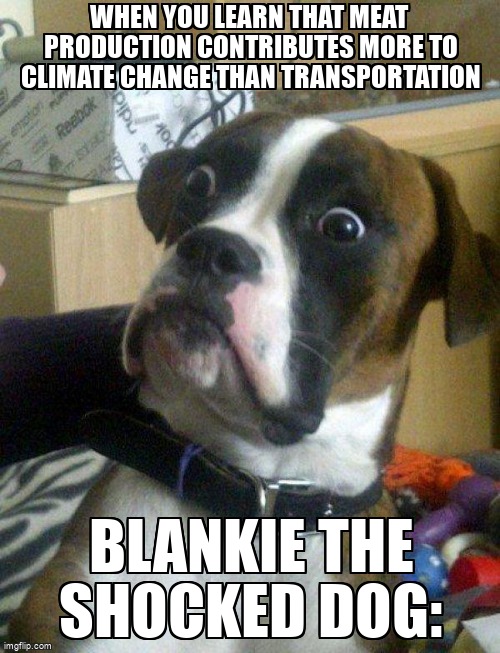 WHEN YOU LEARN THAT MEAT
PRODUCTION CONTRIBUTES MORE TO
CLIMATE CHANGE THAN TRANSPORTATION
Reebok
BLANKIE THE
SHOCKED DOG:
imgflip.com